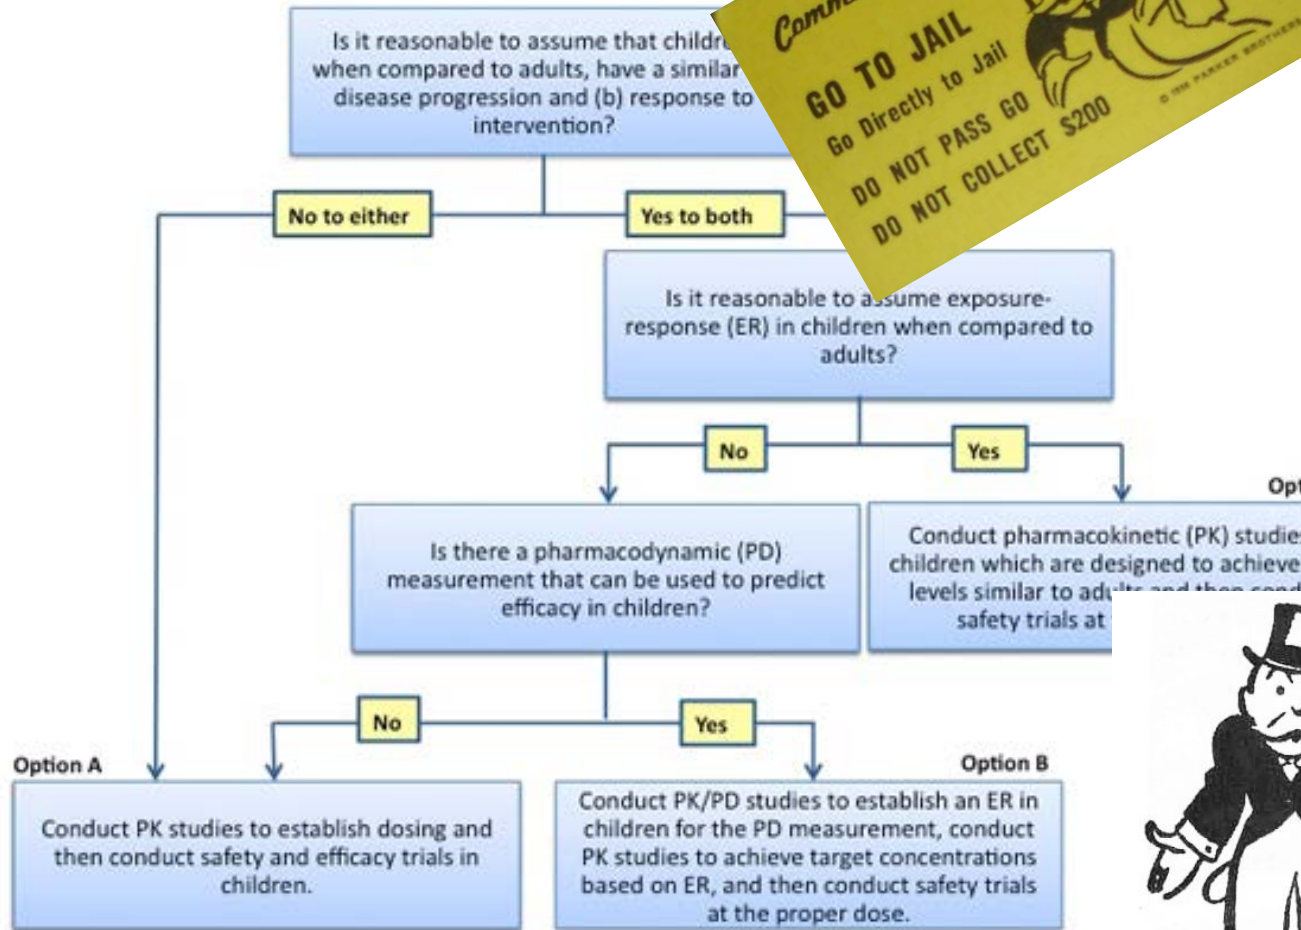 Is it reasonable to assume that
when compared to adults, have a similar
disease progression and (b) response to
intervention?
GO TO JAIL
Go Directly to Jail
DO NOT PASS GO
DO NOT COLLECT $200
© 1936 PARKER BROTHERS
No to either
Yes to both
Is it reasonable to assume exposure-
response (ER) in children when compared to
adults?
No
Yes
Is there a pharmacodynamic (PD)
measurement that can be used to predict
efficacy in children?
Conduct pharmacokinetic (PK)
children which are designed to achieve
levels similar to adults and then
safety trials at
No
Yes
Option A
Option B
Conduct PK studies to establish dosing and
then conduct safety and efficacy trials in
children.
Conduct PK/PD studies to establish an ER in
children for the PD measurement, conduct
PK studies to achieve target concentrations
based on ER, and then conduct safety trials
at the proper dose.